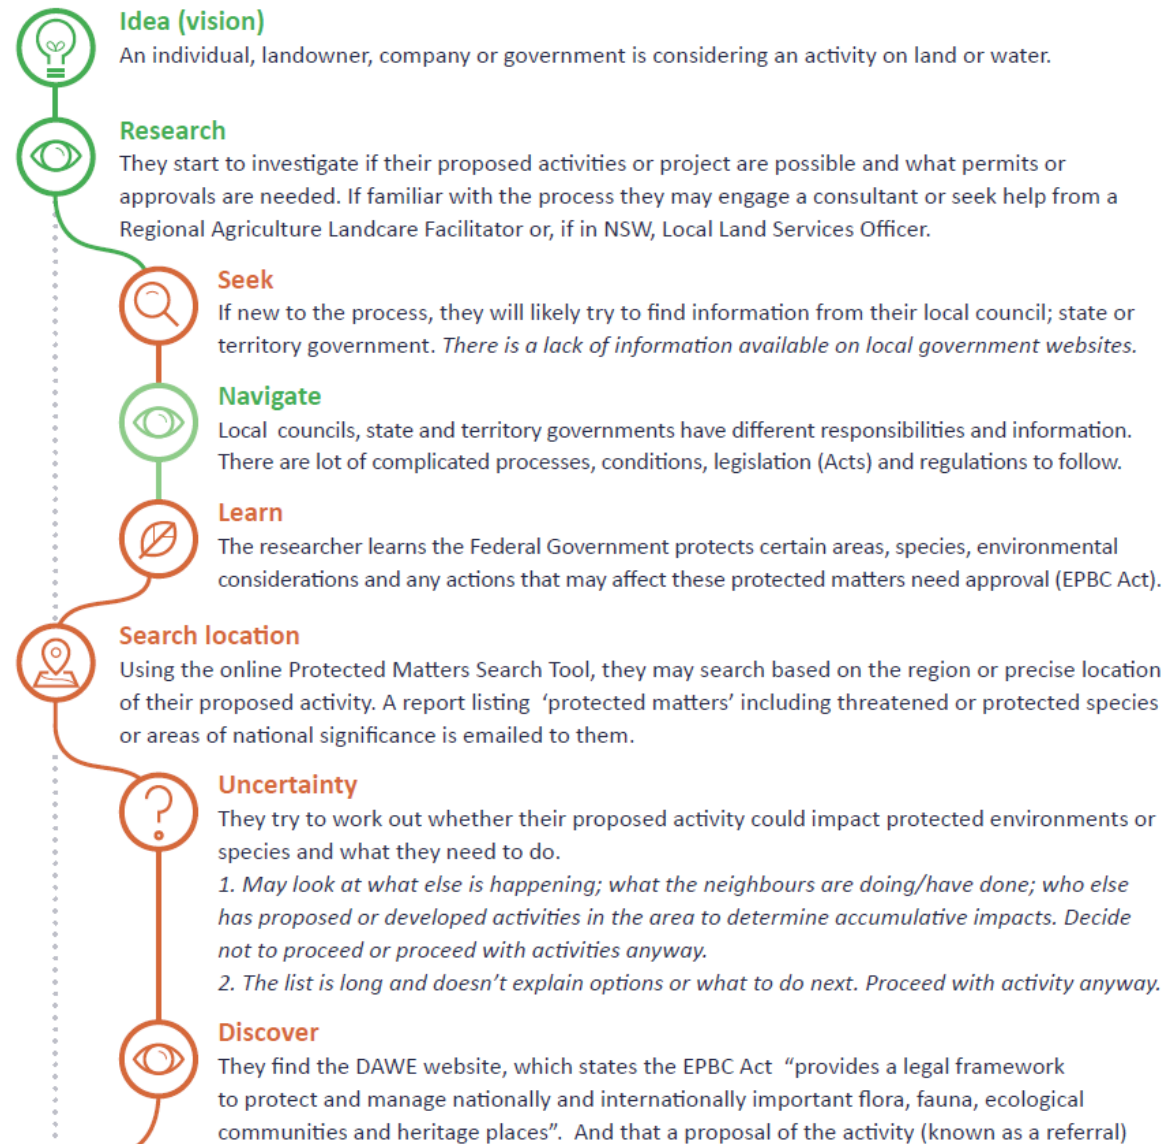 Idea (vision)
An individual, landowner, company or government is considering an activity on land or water.
Research
They start to investigate if their proposed activities or project are possible and what permits or
approvals are needed. If familiar with the process they may engage a consultant or seek help from a
Regional Agriculture Landcare Facilitator or, if in NSW, Local Land Services Officer.
Seek
If new to the process, they will likely try to find information from their local council; state or
territory government. There is a lack of information available on local government websites.
Navigate
Local  councils, state and territory governments have different responsibilities and information.
There are lot of complicated processes, conditions, legislation (Acts) and regulations to follow.
Learn
The researcher learns the Federal Government protects certain areas, species, environmental
considerations and any actions that may affect these protected matters need approval (EPBC Act).
Search location
Using the online Protected Matters Search Tool, they may search based on the region or precise location
of their proposed activity. A report listing  ‘protected matters’ including threatened or protected species
or areas of national significance is emailed to them.
Uncertainty
They try to work out whether their proposed activity could impact protected environments or
species and what they need to do.
1. May look at what else is happening; what the neighbours are doing/have done; who else
has proposed or developed activities in the area to determine accumulative impacts. Decide
not to proceed or proceed with activities anyway.
2. The list is long and doesn’t explain options or what to do next. Proceed with activity anyway.
Discover
They find the DAWE website, which states the EPBC Act  “provides a legal framework
to protect and manage nationally and internationally important flora, fauna, ecological
communities and heritage places”.  And that a proposal of the activity (known as a referral)